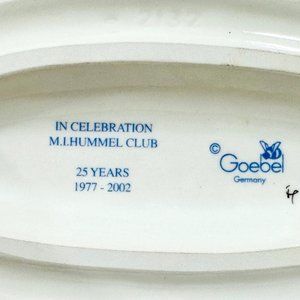 IN CELEBRATION
M.I.HUMMEL CLUB
25 YEARS
1977 - 2002
© Goebel
Germany